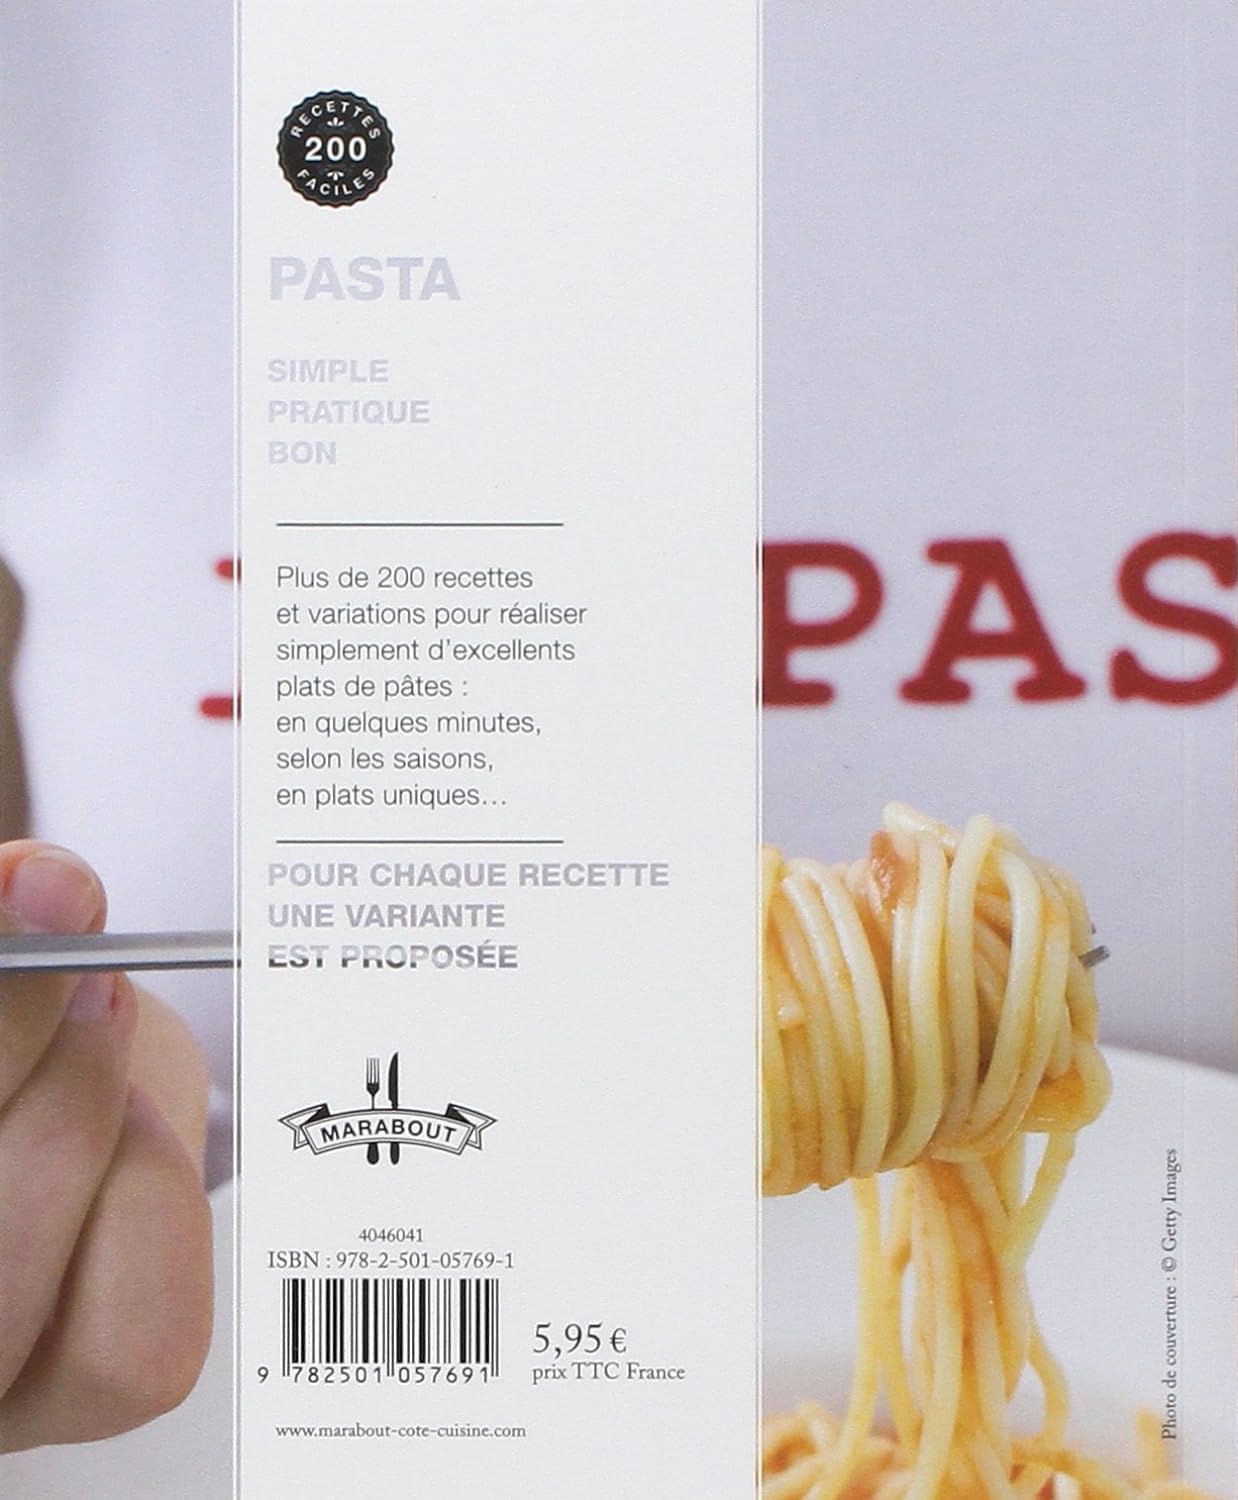 RECETTES
200
FACILES
PASTA
SIMPLE
PRATIQUE
BON
Plus de 200 recettes
et variations pour réaliser
simplement d'excellents
plats de pâtes :
en quelques minutes,
selon les saisons,
en plats uniques...
POUR CHAQUE RECETTE
UNE VARIANTE
EST PROPOSÉE
MARABOUT
4046041
ISBN : 978-2-501-05769-1
9 782501 057691
5,95 €
prix TTC France
www.marabout-cote-cuisine.com
PAS
Photo de couverture : © Getty Images